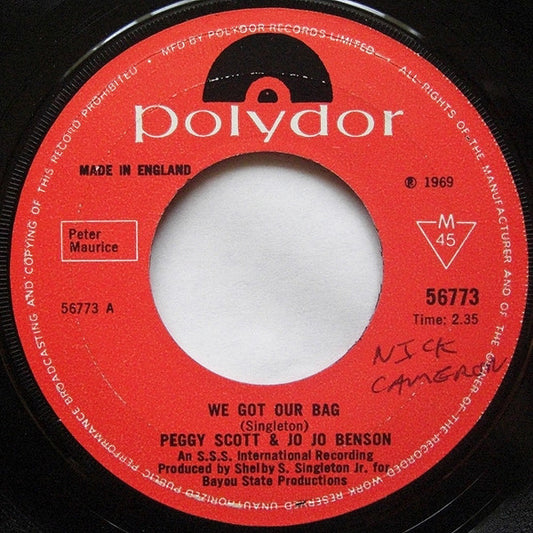 MFD BY POLYDOR RECORDS LIMITED • ALL RIGHTS OF THE MANUFACTURER AND OF THE OWNER OF THE RECORDED WORK RESERVED UNAUTHORIZED PUBLIC PERFORMANCE BROADCASTING AND COPYING OF THIS RECORD PROHIBITED •
polydor
MADE IN ENGLAND
℗ 1969
Peter
Maurice
M
45
56773 A
56773
Time: 2.35
NICK
CAMERON
WE GOT OUR BAG
(Singleton)
PEGGY SCOTT & JO JO BENSON
An S.S.S. International Recording
Produced by Shelby S. Singleton Jr. for
Bayou State Productions